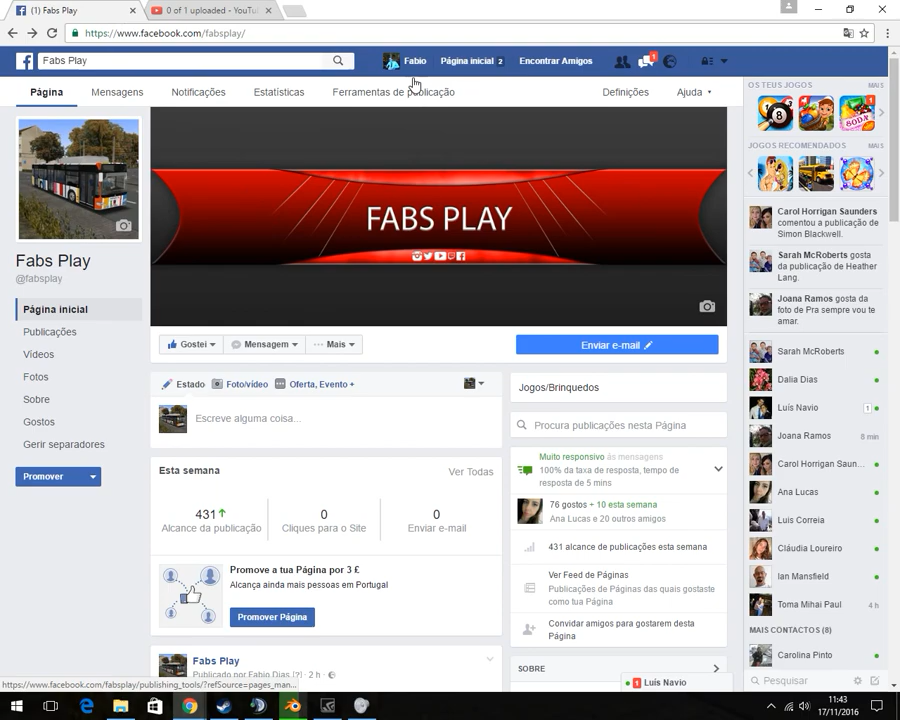 (1) Fabs Play
0 of 1 uploaded - YouTu
https://www.facebook.com/fabsplay/
Fabs Play
Fabio
Página inicial 2
Encontrar Amigos
1
Página
Mensagens
Notificações
Estatísticas
Ferramentas de publicação
Definições
Ajuda
FABS PLAY
Fabs Play
@fabsplay
Página inicial
Publicações
Vídeos
Fotos
Sobre
Gostos
Gerir separadores
Promover
Gostei
Mensagem
Mais
Enviar e-mail
Estado
Foto/vídeo
Oferta, Evento +
Escreve alguma coisa...
Esta semana
Ver Todas
431
Alcance da publicação
0
Cliques para o Site
0
Enviar e-mail
Promove a tua Página por 3 £
Alcança ainda mais pessoas em Portugal
Promover Página
Fabs Play
Publicado por Fabio Dias [?] · 2 h ·
Jogos/Brinquedos
Procura publicações nesta Página
Muito responsivo às mensagens
100% da taxa de resposta, tempo de
resposta de 5 mins
76 gostos + 10 esta semana
Ana Lucas e 20 outros amigos
431 alcance de publicações esta semana
Ver Feed de Páginas
Publicações de Páginas das quais gostaste
como tua Página
Convidar amigos para gostarem desta
Página
SOBRE
OS TEUS JOGOS
MAIS
8
SODA
JOGOS RECOMENDADOS
MAIS
Carol Horrigan Saunders
comentou a publicação de
Simon Blackwell.
Sarah McRoberts gosta
da publicação de Heather
Lang.
Joana Ramos gosta da
foto de Pra sempre vou te
amar.
Sarah McRoberts
Dalia Dias
Luís Navio 1
Joana Ramos 8 min
Carol Horrigan Saun...
Ana Lucas
Luis Correia
Cláudia Loureiro
Ian Mansfield
Toma Mihai Paul 4 h
MAIS CONTACTOS (8)
Carolina Pinto
Pesquisar
1 Luís Navio
https://www.facebook.com/fabsplay/publishing_tools/?refSource=pages_man...
11:43
17/11/2016